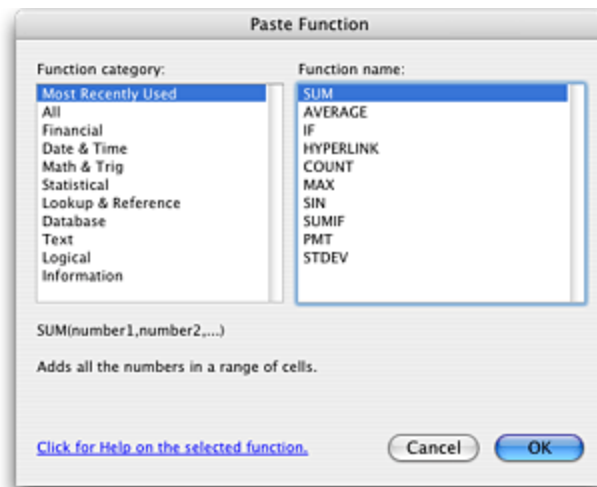 Paste Function
Function category:
Most Recently Used
All
Financial
Date & Time
Math & Trig
Statistical
Lookup & Reference
Database
Text
Logical
Information
Function name:
SUM
AVERAGE
IF
HYPERLINK
COUNT
MAX
SIN
SUMIF
PMT
STDEV
SUM(number1,number2,...)
Adds all the numbers in a range of cells.
Click for Help on the selected function.
Cancel
OK